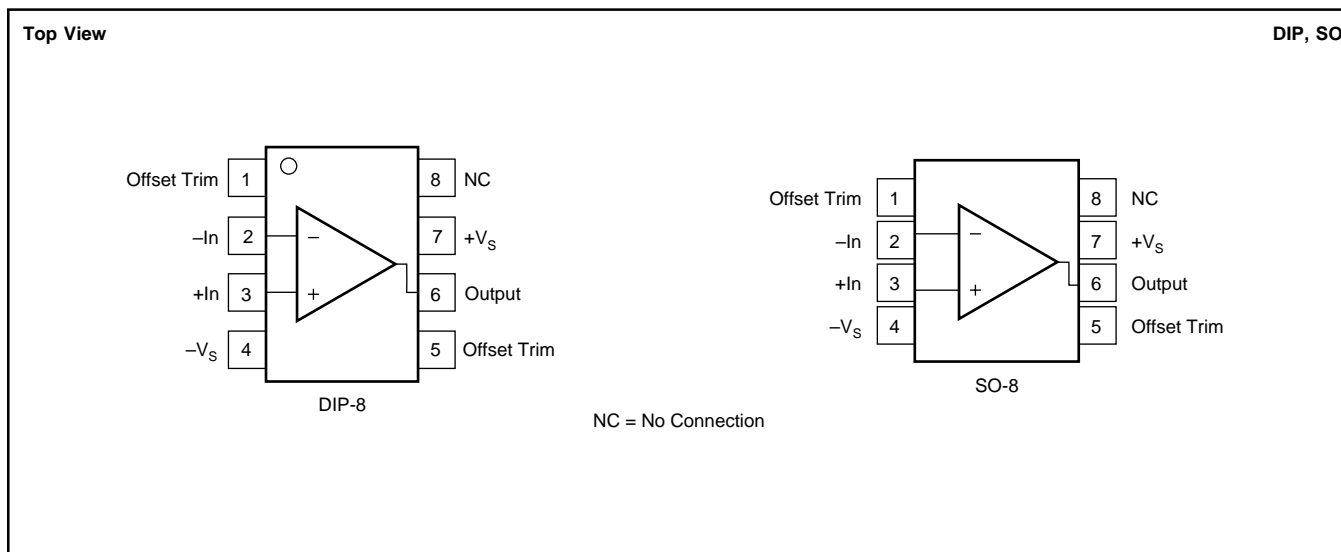 Top View
DIP, SO
Offset Trim 1
8 NC
–In 2
–
7 +VS
+In 3
+
6 Output
–VS 4
5 Offset Trim
DIP-8
Offset Trim 1
8 NC
–In 2
–
7 +VS
+In 3
+
6 Output
–VS 4
5 Offset Trim
SO-8
NC = No Connection